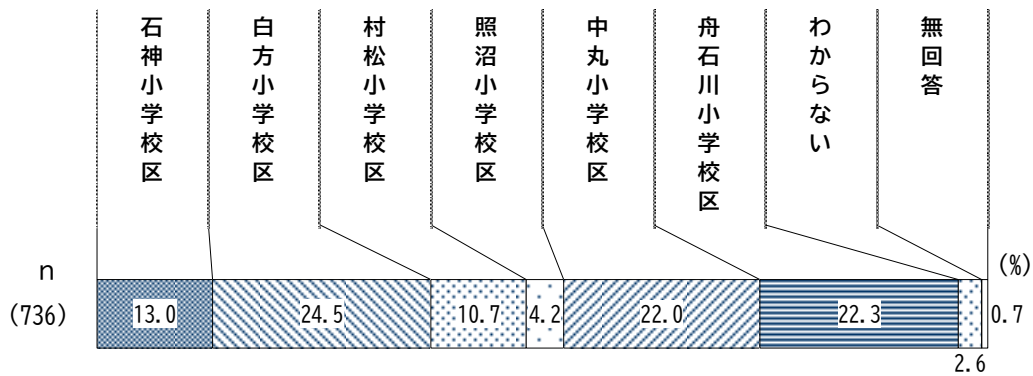 石神小学校区
白方小学校区
村松小学校区
照沼小学校区
中丸小学校区
舟石川小学校区
わからない
無回答
n
(%)
(736)
13.0
24.5
10.7
4.2
22.0
22.3
0.7
2.6